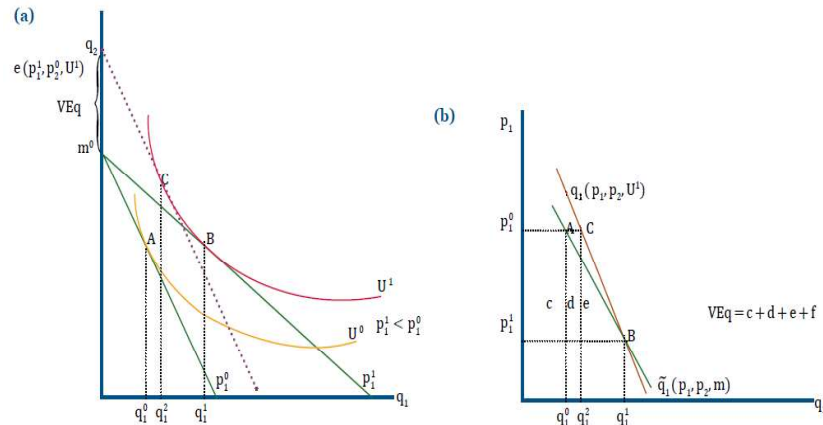 (a)
q₂
e (p₁¹, p₂⁰, U¹)
VEq
m⁰
C
A
B
U¹
U⁰
p₁¹ < p₁⁰
p₁⁰
p₁¹
q₁
q₁⁰
q₁²
q₁¹
(b)
p₁
q₁ (p₁, p₂, U¹)
p₁⁰
A
C
c
d
e
VEq = c + d + e + f
p₁¹
B
q̃₁ (p₁, p₂, m)
q
q₁⁰
q₁²
q₁¹